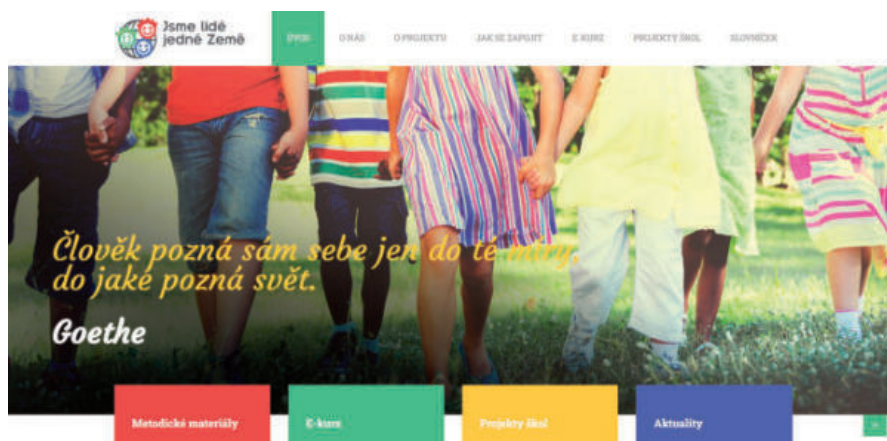 Jsme lidé
jedné Země
ÚVOD O NÁS O PROJEKTU JAK SE ZAPOJIT E-KURZ PROJEKTY ŠKOL SLOVNÍČEK
Člověk pozná sám sebe jen do té míry,
do jaké pozná svět.
Goethe
Metodické materiály E-kurs Projekty škol Aktuality